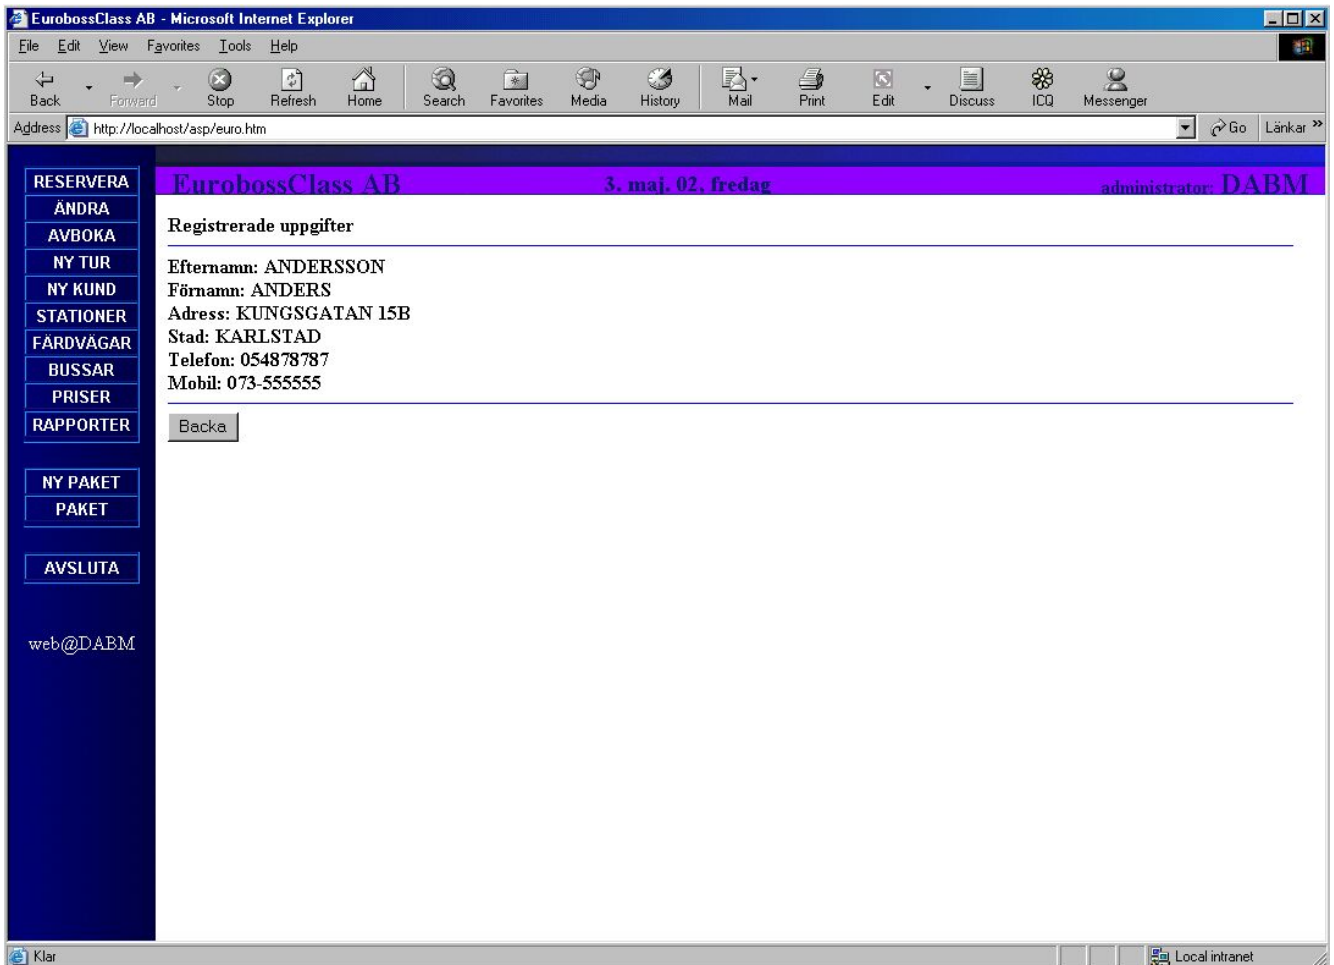 EurobossClass AB - Microsoft Internet Explorer
File Edit View Favorites Tools Help
Back Forward Stop Refresh Home Search Favorites Media History Mail Print Edit Discuss ICQ Messenger
Address http://localhost/asp/euro.htm Go Länkar »
EurobossClass AB 3. maj. 02, fredag administrator: DABM
RESERVERA
ÄNDRA
AVBOKA
NY TUR
NY KUND
STATIONER
FÄRDVÄGAR
BUSSAR
PRISER
RAPPORTER
NY PAKET
PAKET
AVSLUTA
web@DABM
Registrerade uppgifter
Efternamn: ANDERSSON
Förnamn: ANDERS
Adress: KUNGSGATAN 15B
Stad: KARLSTAD
Telefon: 054878787
Mobil: 073-555555
Backa
Klar Local intranet